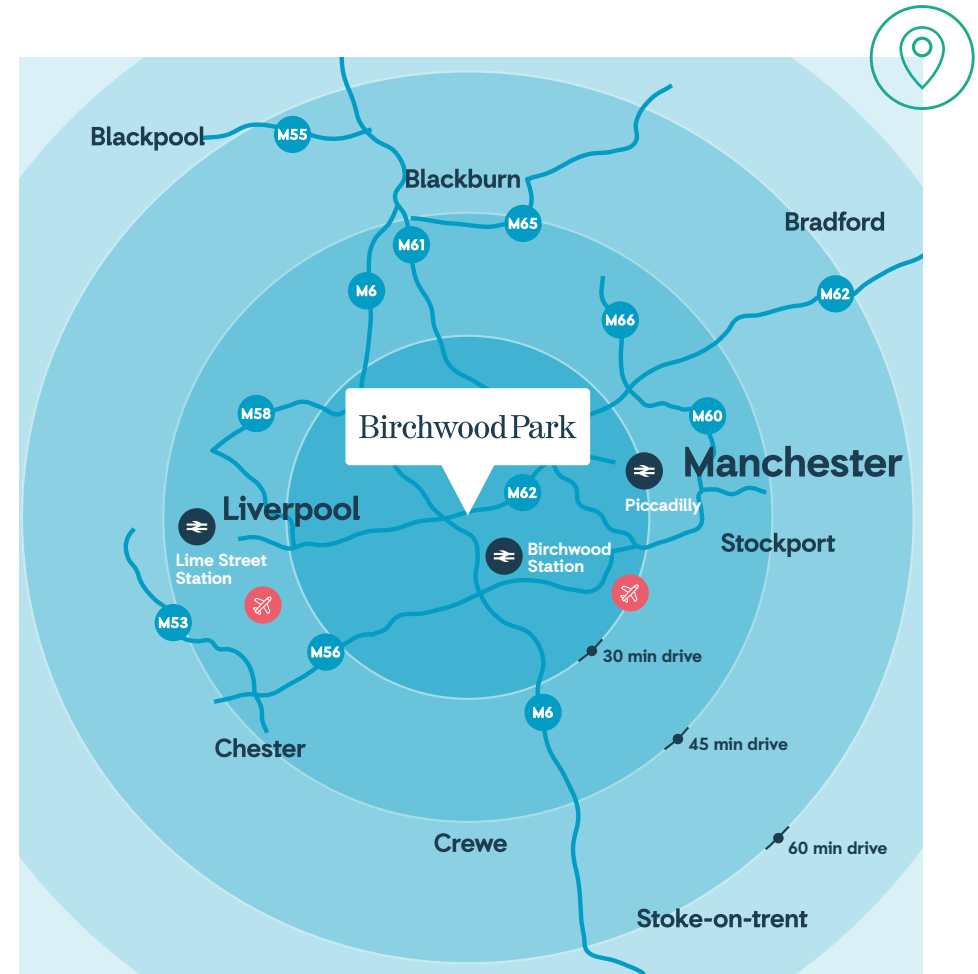 Blackpool
M55
Blackburn
M65
Bradford
M61
M6
M62
M66
M58
M60
Birchwood Park
Manchester
M62
Piccadilly
Liverpool
Lime Street
Station
Birchwood
Station
Stockport
M53
M56
30 min drive
M6
45 min drive
Chester
Crewe
60 min drive
Stoke-on-trent